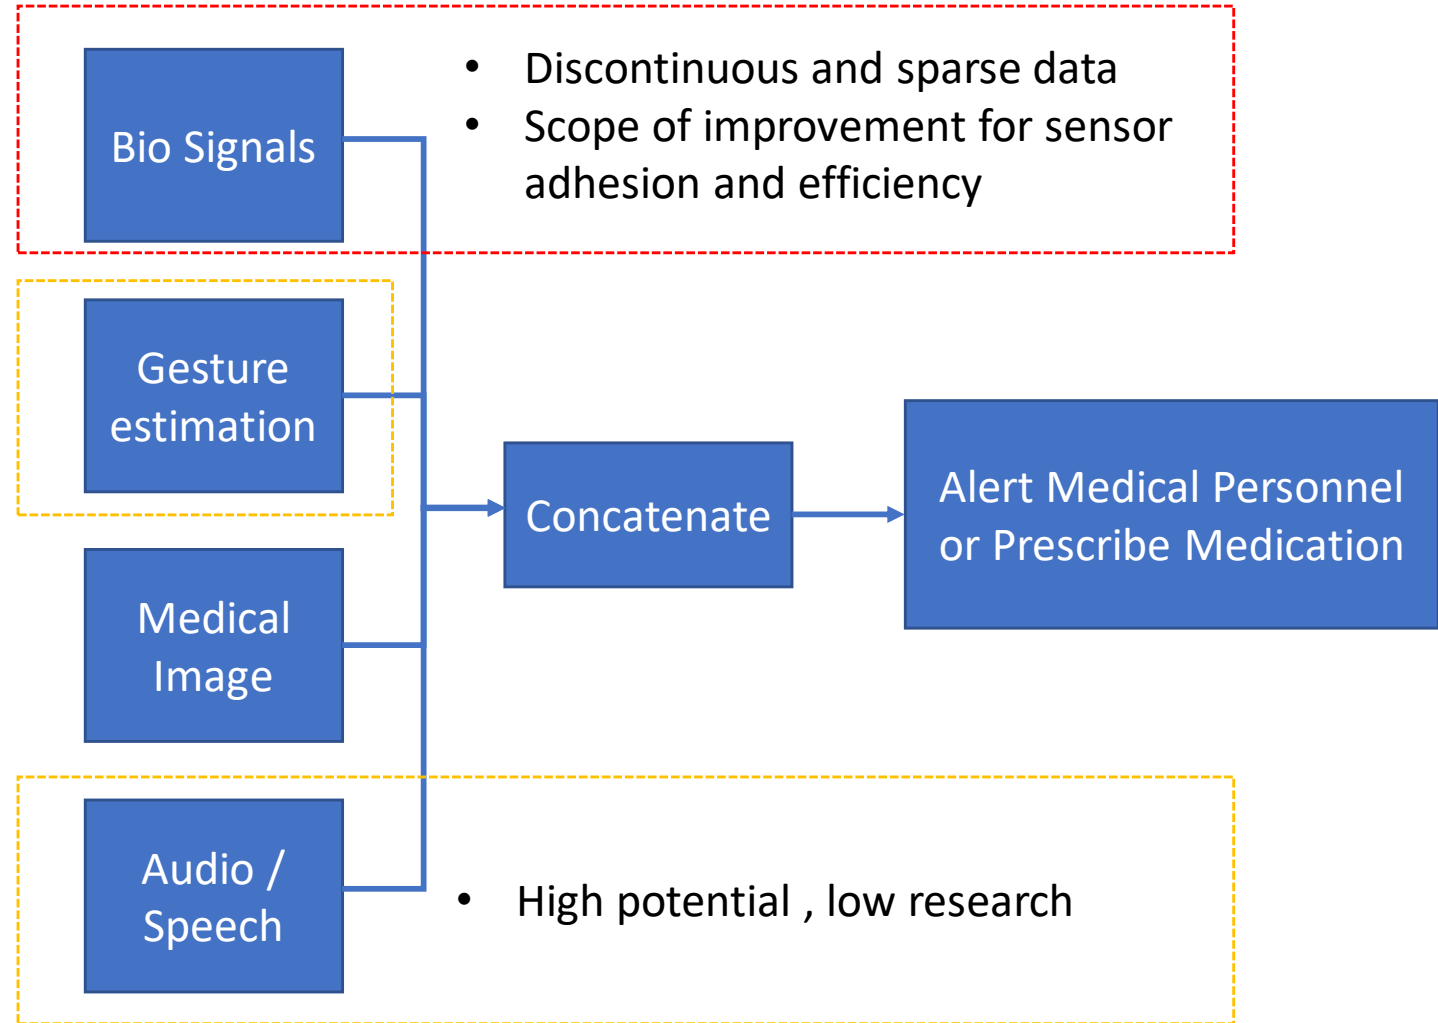 Bio Signals
• Discontinuous and sparse data
• Scope of improvement for sensor
adhesion and efficiency
Gesture
estimation
Medical
Image
Audio /
Speech
• High potential , low research
Concatenate
Alert Medical Personnel
or Prescribe Medication